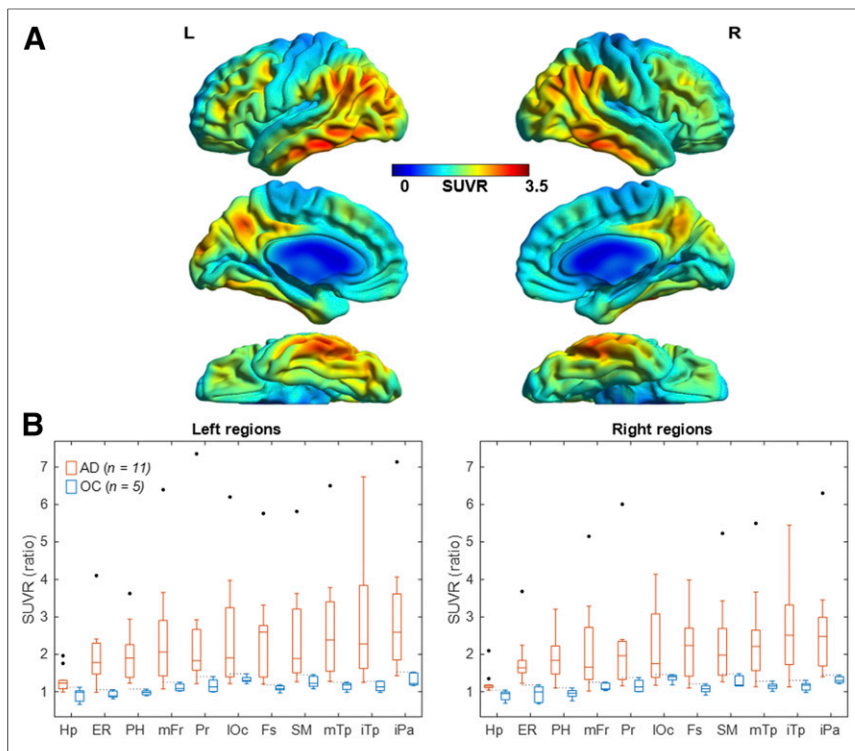 A
L R
0 SUVR 3.5
B
Left regions
SUVR (ratio)
7
6
5
4
3
2
1
AD (n = 11)
OC (n = 5)
Hp ER PH mFr Pr lOc Fs SM mTp iTp iPa
Right regions
SUVR (ratio)
7
6
5
4
3
2
1
Hp ER PH mFr Pr lOc Fs SM mTp iTp iPa